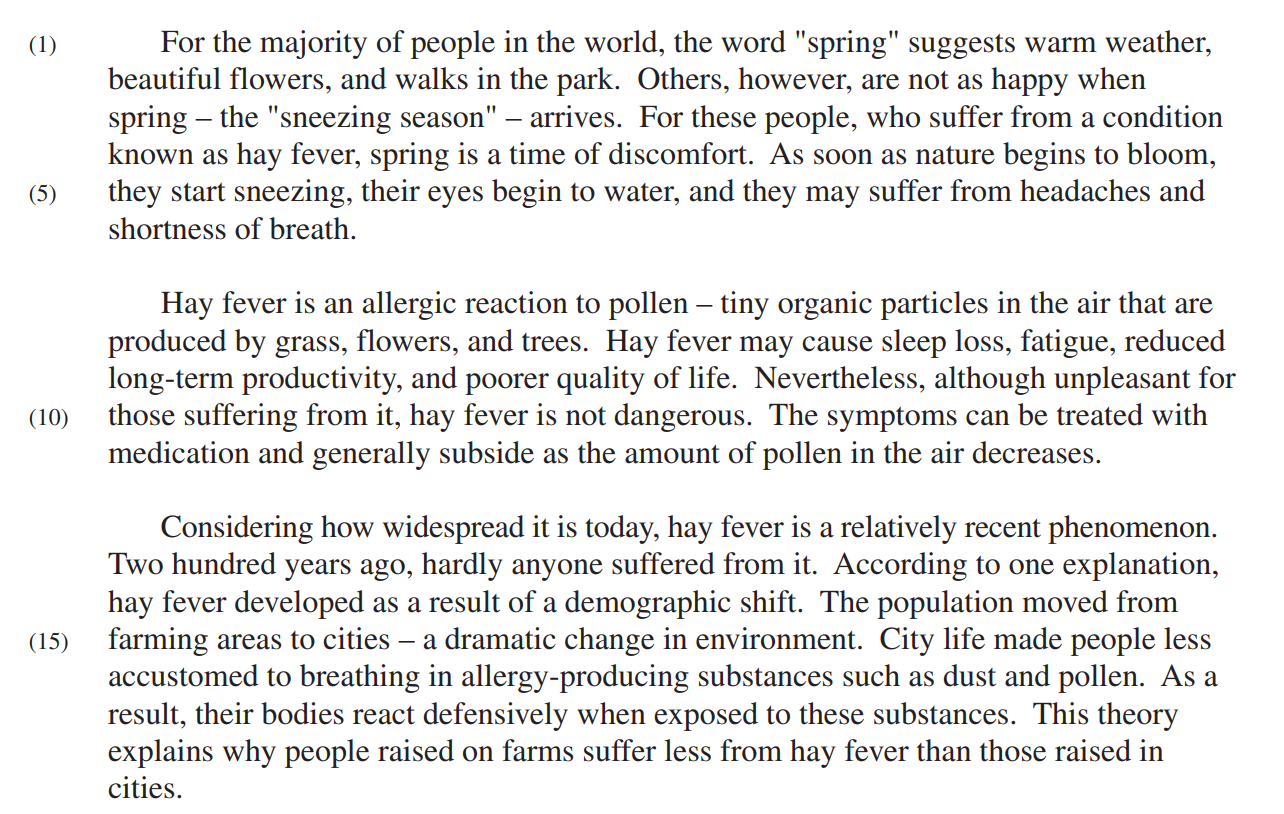 (1) For the majority of people in the world, the word "spring" suggests warm weather,
beautiful flowers, and walks in the park. Others, however, are not as happy when
spring – the "sneezing season" – arrives. For these people, who suffer from a condition
known as hay fever, spring is a time of discomfort. As soon as nature begins to bloom,
(5) they start sneezing, their eyes begin to water, and they may suffer from headaches and
shortness of breath.
Hay fever is an allergic reaction to pollen – tiny organic particles in the air that are
produced by grass, flowers, and trees. Hay fever may cause sleep loss, fatigue, reduced
long-term productivity, and poorer quality of life. Nevertheless, although unpleasant for
(10) those suffering from it, hay fever is not dangerous. The symptoms can be treated with
medication and generally subside as the amount of pollen in the air decreases.
Considering how widespread it is today, hay fever is a relatively recent phenomenon.
Two hundred years ago, hardly anyone suffered from it. According to one explanation,
hay fever developed as a result of a demographic shift. The population moved from
(15) farming areas to cities – a dramatic change in environment. City life made people less
accustomed to breathing in allergy-producing substances such as dust and pollen. As a
result, their bodies react defensively when exposed to these substances. This theory
explains why people raised on farms suffer less from hay fever than those raised in
cities.